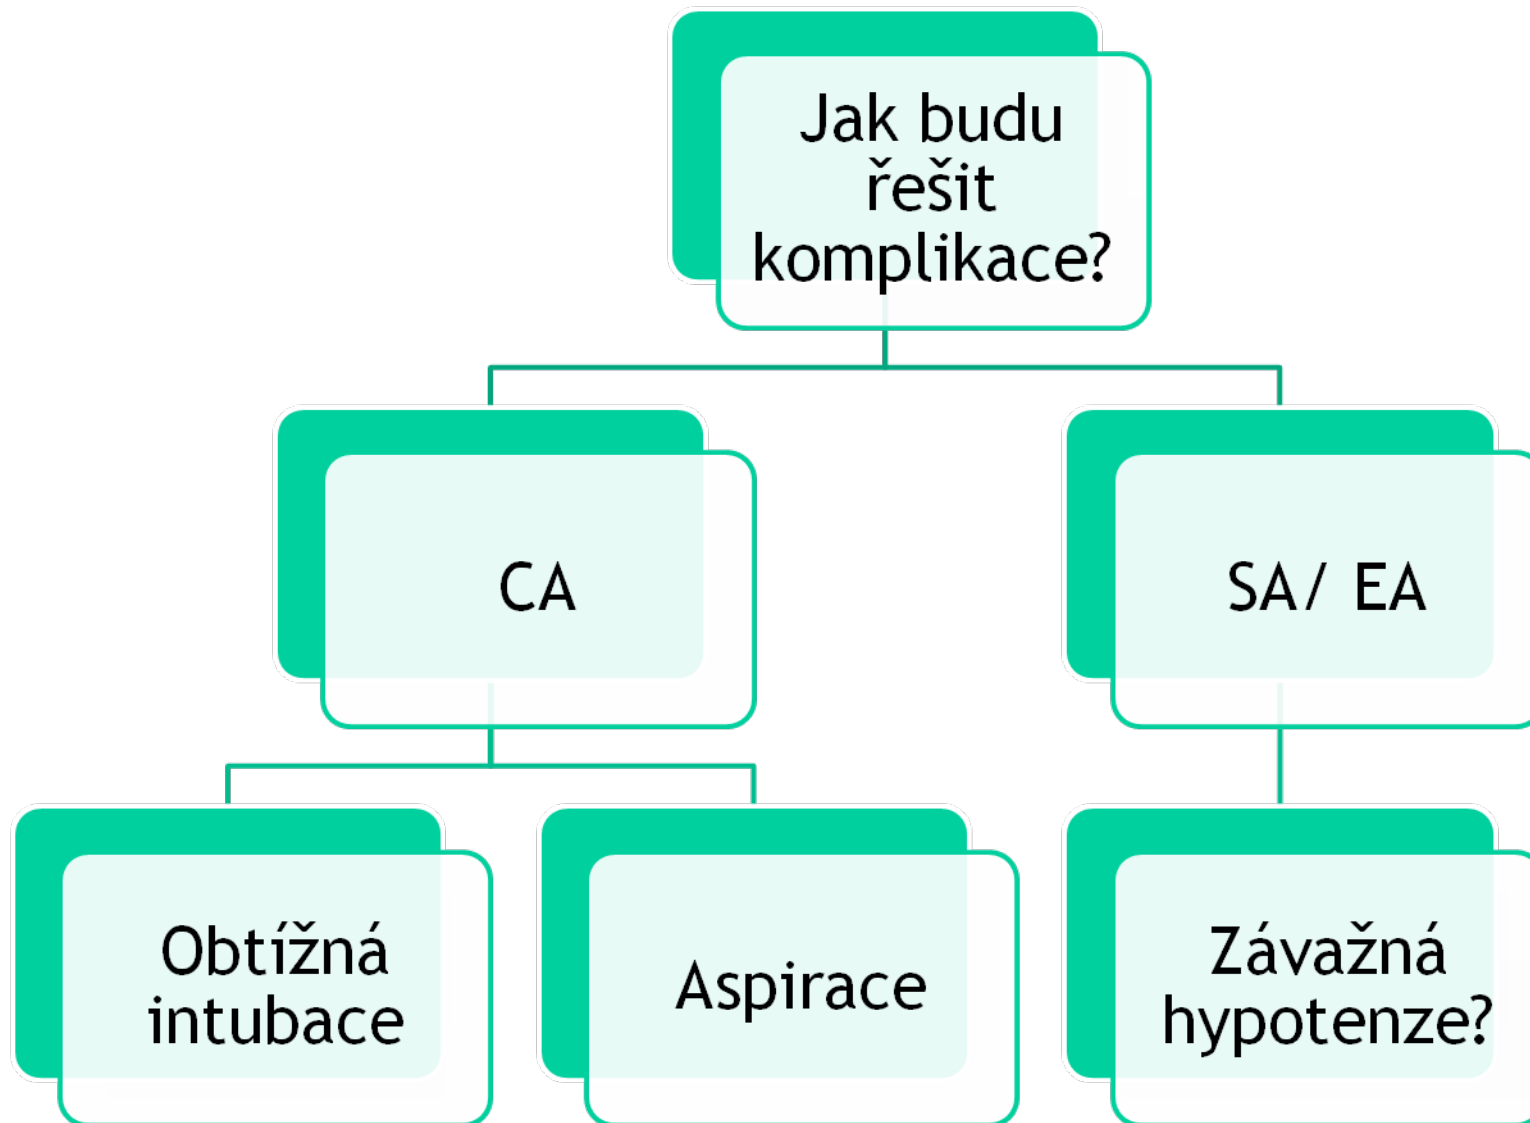 Jak budu
řešit
komplikace?
CA
SA/ EA
Obtížná
intubace
Aspirace
Závažná
hypotenze?